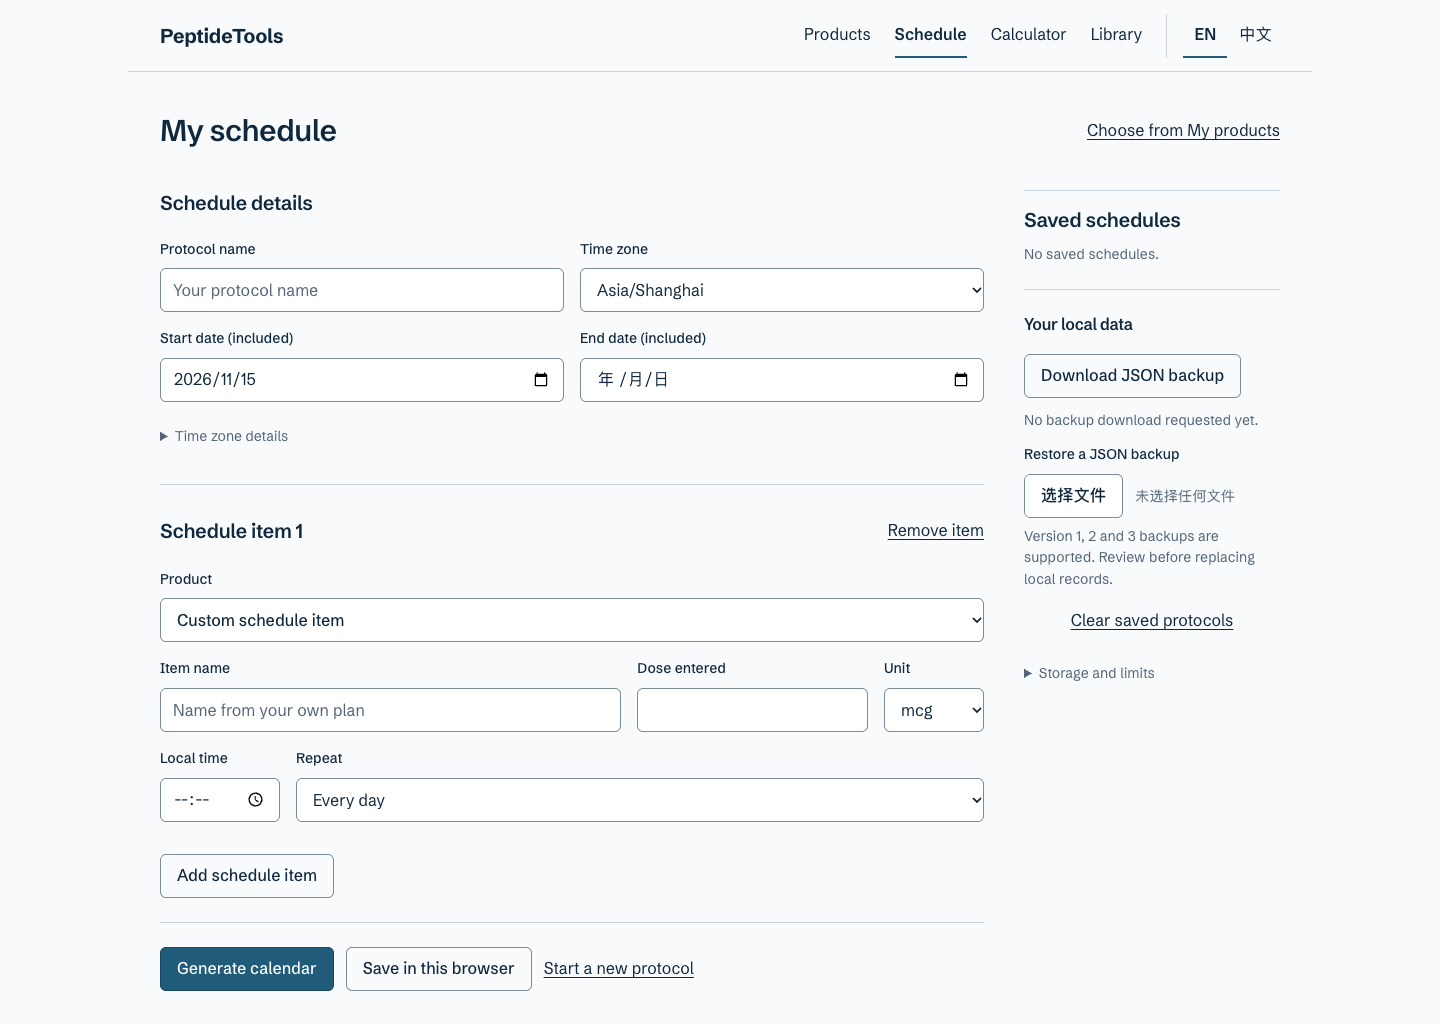 PeptideTools
Products
Schedule
Calculator
Library
EN
中文
My schedule
Choose from My products
Schedule details
Protocol name
Time zone
Your protocol name
Asia/Shanghai
Start date (included)
End date (included)
2026/11/15
年 /月/日
Time zone details
Schedule item 1
Remove item
Product
Custom schedule item
Item name
Dose entered
Unit
Name from your own plan
mcg
Local time
Repeat
--:--
Every day
Add schedule item
Generate calendar
Save in this browser
Start a new protocol
Saved schedules
No saved schedules.
Your local data
Download JSON backup
No backup download requested yet.
Restore a JSON backup
选择文件
未选择任何文件
Version 1, 2 and 3 backups are
supported. Review before replacing
local records.
Clear saved protocols
Storage and limits